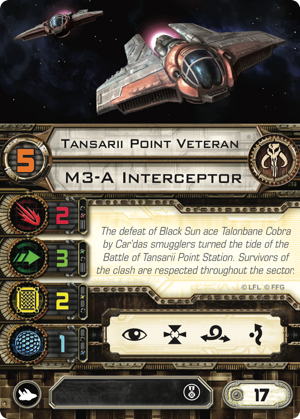 TANSARII POINT VETERAN
5
M3-A INTERCEPTOR
2
The defeat of Black Sun ace Talonbane Cobra
by Car'das smugglers turned the tide of the
Battle of Tansarii Point Station. Survivors of
the clash are respected throughout the sector.
3
© LFL © FFG
2
1
17